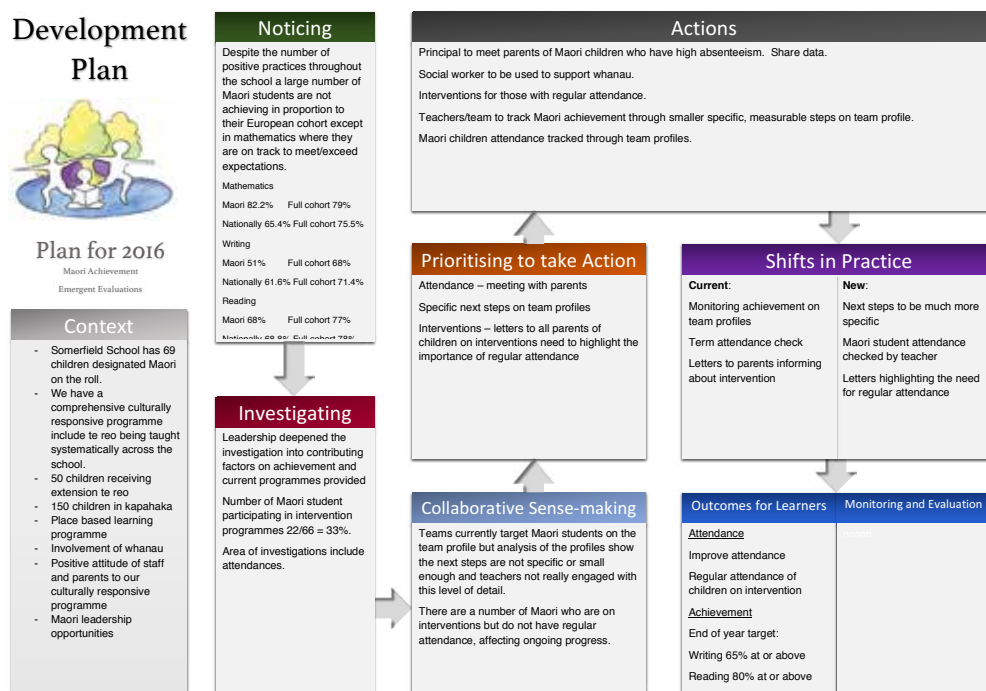 Development
Plan
Plan for 2016
Maori Achievement
Emergent Evaluations
Context
- Somerfield School has 69
children designated Maori
on the roll.
- We have a
comprehensive culturally
responsive programme
include te reo being taught
systematically across the
school.
- 50 children receiving
extension te reo
- 150 children in kapahaka
- Place based learning
programme
- Involvement of whanau
- Positive attitude of staff
and parents to our
culturally responsive
programme
- Maori leadership
opportunities
Noticing
Despite the number of
positive practices throughout
the school a large number of
Maori students are not
achieving in proportion to
their European cohort except
in mathematics where they
are on track to meet/exceed
expectations.
Mathematics
Maori 82.2% Full cohort 79%
Nationally 65.4% Full cohort 75.5%
Writing
Maori 51% Full cohort 68%
Nationally 61.6% Full cohort 71.4%
Reading
Maori 68% Full cohort 77%
Nationally 68.8% Full cohort 78%
Investigating
Leadership deepened the
investigation into contributing
factors on achievement and
current programmes provided
Number of Maori student
participating in intervention
programmes 22/66 = 33%.
Area of investigations include
attendances.
Collaborative Sense-making
Teams currently target Maori students on the
team profile but analysis of the profiles show
the next steps are not specific or small
enough and teachers not really engaged with
this level of detail.
There are a number of Maori who are on
interventions but do not have regular
attendance, affecting ongoing progress.
Prioritising to take Action
Attendance – meeting with parents
Specific next steps on team profiles
Interventions – letters to all parents of
children on interventions need to highlight the
importance of regular attendance
Actions
Principal to meet parents of Maori children who have high absenteeism. Share data.
Social worker to be used to support whanau.
Interventions for those with regular attendance.
Teachers/team to track Maori achievement through smaller specific, measurable steps on team profile.
Maori children attendance tracked through team profiles.
Shifts in Practice
Current:
Monitoring achievement on
team profiles
Term attendance check
Letters to parents informing
about intervention
New:
Next steps to be much more
specific
Maori student attendance
checked by teacher
Letters highlighting the need
for regular attendance
Outcomes for Learners
Attendance
Improve attendance
Regular attendance of
children on intervention
Achievement
End of year target:
Writing 65% at or above
Reading 80% at or above
Monitoring and Evaluation